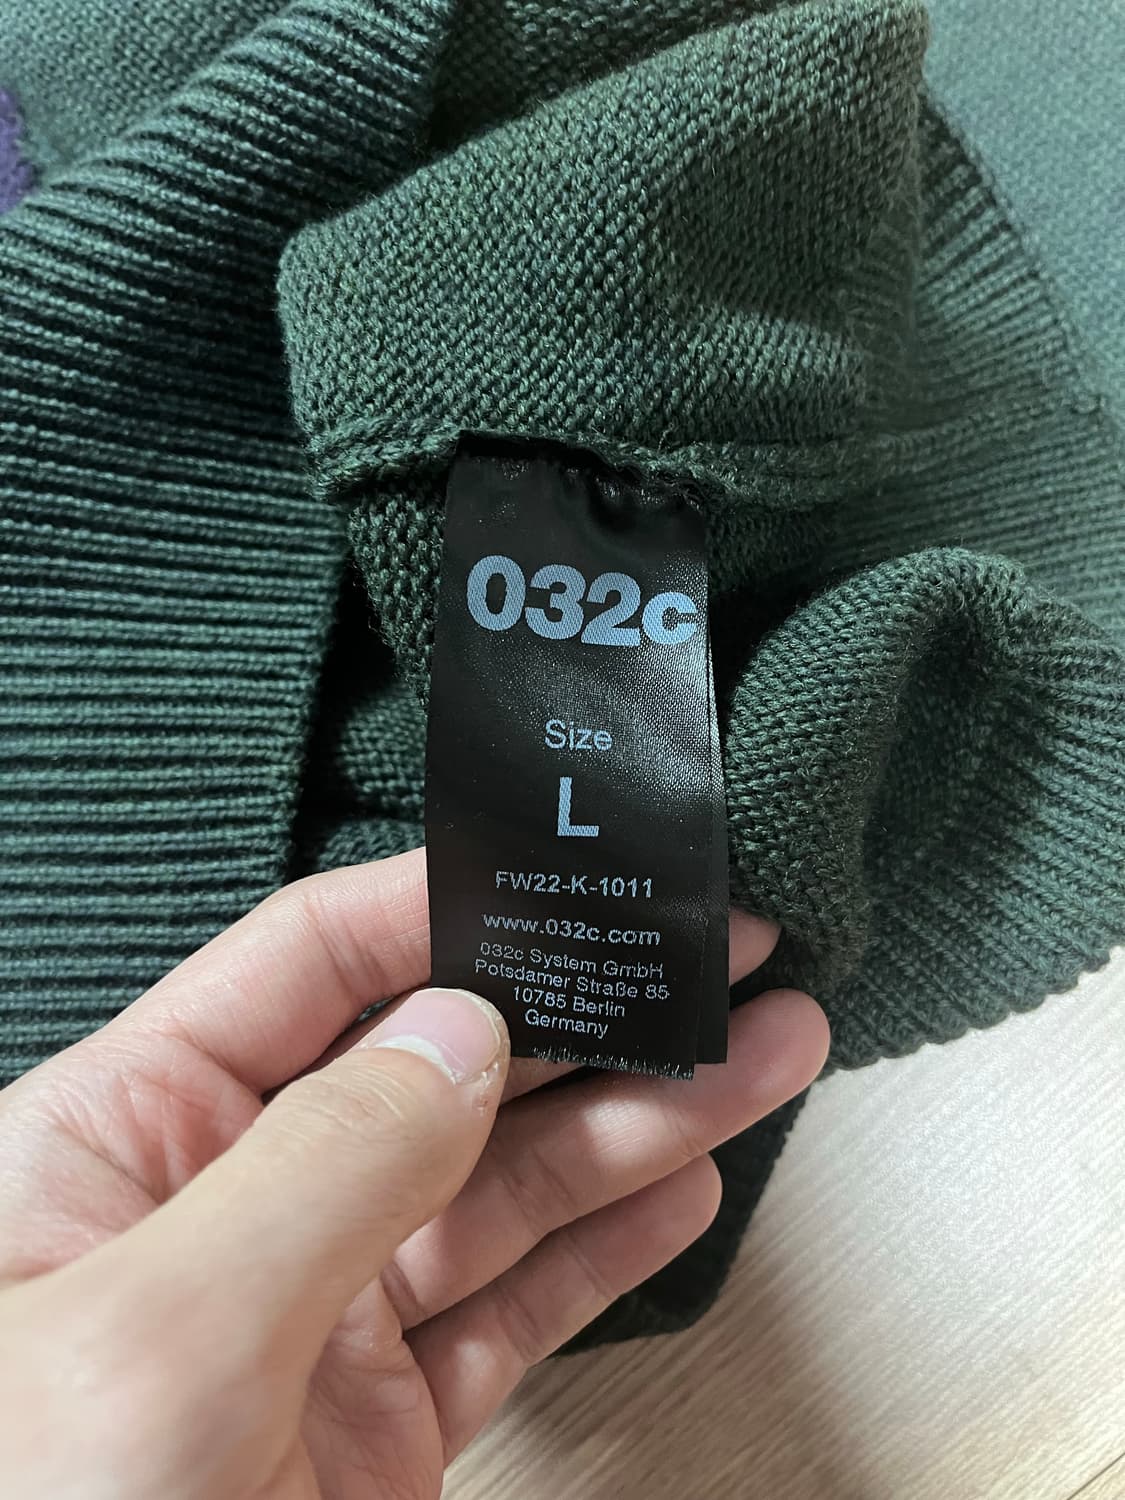 032c
Size
L
FW22-K-1011
www.032c.com
032c System GmbH
Potsdamer Straße 85
10785 Berlin
Germany